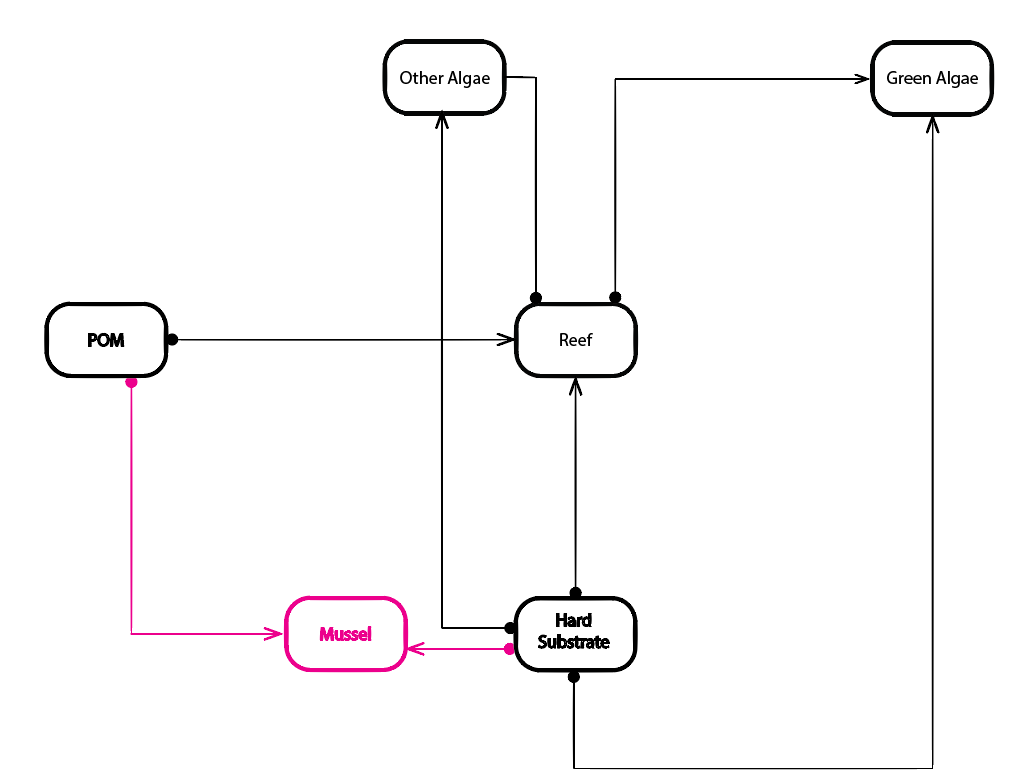 Other Algae
Green Algae
POM
Reef
Mussel
Hard
Substrate